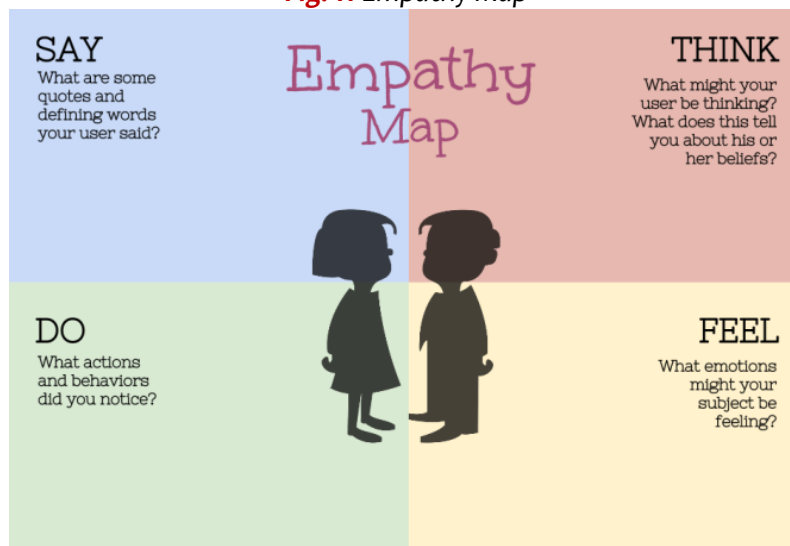 Empathy Map
SAY
What are some
quotes and
defining words
your user said?
Empathy
Map
THINK
What might your
user be thinking?
What does this tell
you about his or
her beliefs?
DO
What actions
and behaviors
did you notice?
FEEL
What emotions
might your
subject be
feeling?